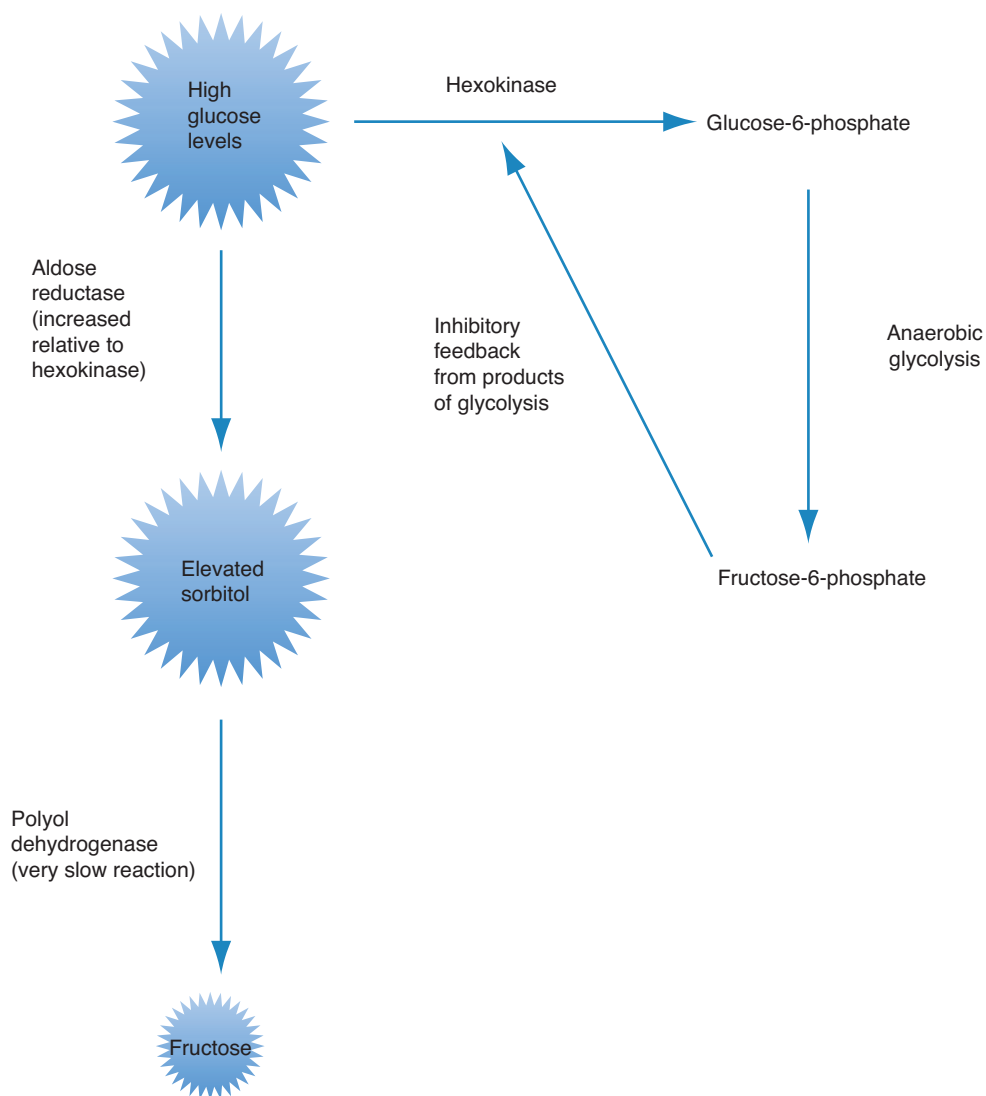 High
glucose
levels
Hexokinase
Glucose-6-phosphate
Aldose
reductase
(increased
relative to
hexokinase)
Inhibitory
feedback
from products
of glycolysis
Anaerobic
glycolysis
Elevated
sorbitol
Fructose-6-phosphate
Polyol
dehydrogenase
(very slow reaction)
Fructose